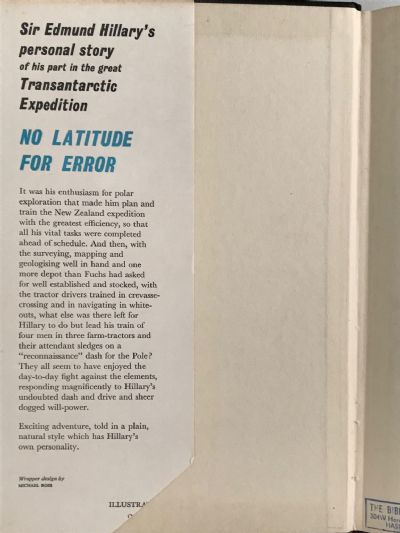 Sir Edmund Hillary's
personal story
of his part in the great
Transantarctic
Expedition
NO LATITUDE
FOR ERROR
It was his enthusiasm for polar
exploration that made him plan and
train the New Zealand expedition
with the greatest efficiency, so that
all his vital tasks were completed
ahead of schedule. And then, with
the surveying, mapping and
geologising well in hand and one
more depot than Fuchs had asked
for well established and stocked, with
the tractor drivers trained in crevasse-
crossing and in navigating in white-
outs, what else was there left for
Hillary to do but lead his train of
four men in three farm-tractors and
their attendant sledges on a
"reconnaissance" dash for the Pole?
They all seem to have enjoyed the
day-to-day fight against the elements,
responding magnificently to Hillary's
undoubted dash and drive and sheer
dogged will-power.
Exciting adventure, told in a plain,
natural style which has Hillary's
own personality.
Wrapper design by
MICHAEL ROSS
ILLUSTRA
THE BIB
304W Here
HAS